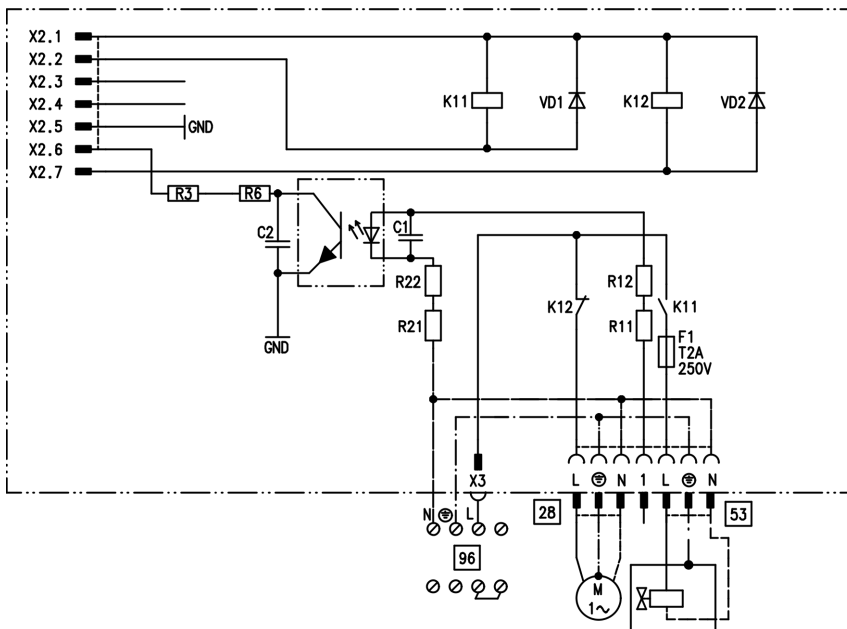 X2.1
X2.2
X2.3
X2.4
X2.5
X2.6
X2.7
GND
K11
VD1
K12
VD2
R3
R6
C2
C1
GND
R22
R21
K12
R12
R11
K11
F1
T2A
250V
X3
L
N
1
L
N
N
L
28
53
96
M
1~